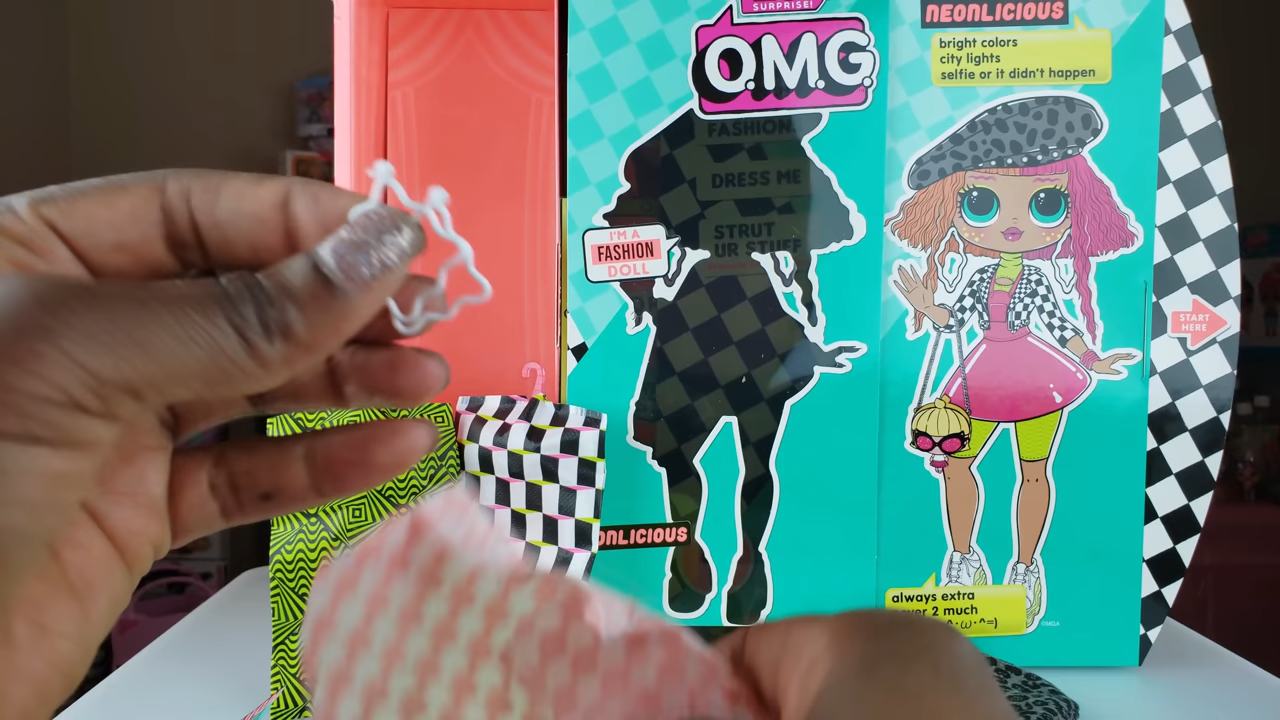 SURPRISE!
O.M.G.
NEONLICIOUS
bright colors
city lights
selfie or it didn't happen
FASHION
DRESS ME
STRUT
UR STUFF
I'M A
FASHION
DOLL
START
HERE
ONLICIOUS
always extra
2 much
^･ω･^=)
©MGA